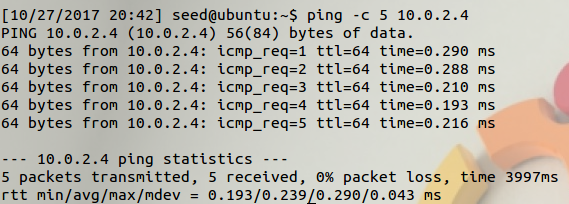 [10/27/2017 20:42] seed@ubuntu:~$ ping -c 5 10.0.2.4
PING 10.0.2.4 (10.0.2.4) 56(84) bytes of data.
64 bytes from 10.0.2.4: icmp_req=1 ttl=64 time=0.290 ms
64 bytes from 10.0.2.4: icmp_req=2 ttl=64 time=0.288 ms
64 bytes from 10.0.2.4: icmp_req=3 ttl=64 time=0.210 ms
64 bytes from 10.0.2.4: icmp_req=4 ttl=64 time=0.193 ms
64 bytes from 10.0.2.4: icmp_req=5 ttl=64 time=0.216 ms
--- 10.0.2.4 ping statistics ---
5 packets transmitted, 5 received, 0% packet loss, time 3997ms
rtt min/avg/max/mdev = 0.193/0.239/0.290/0.043 ms